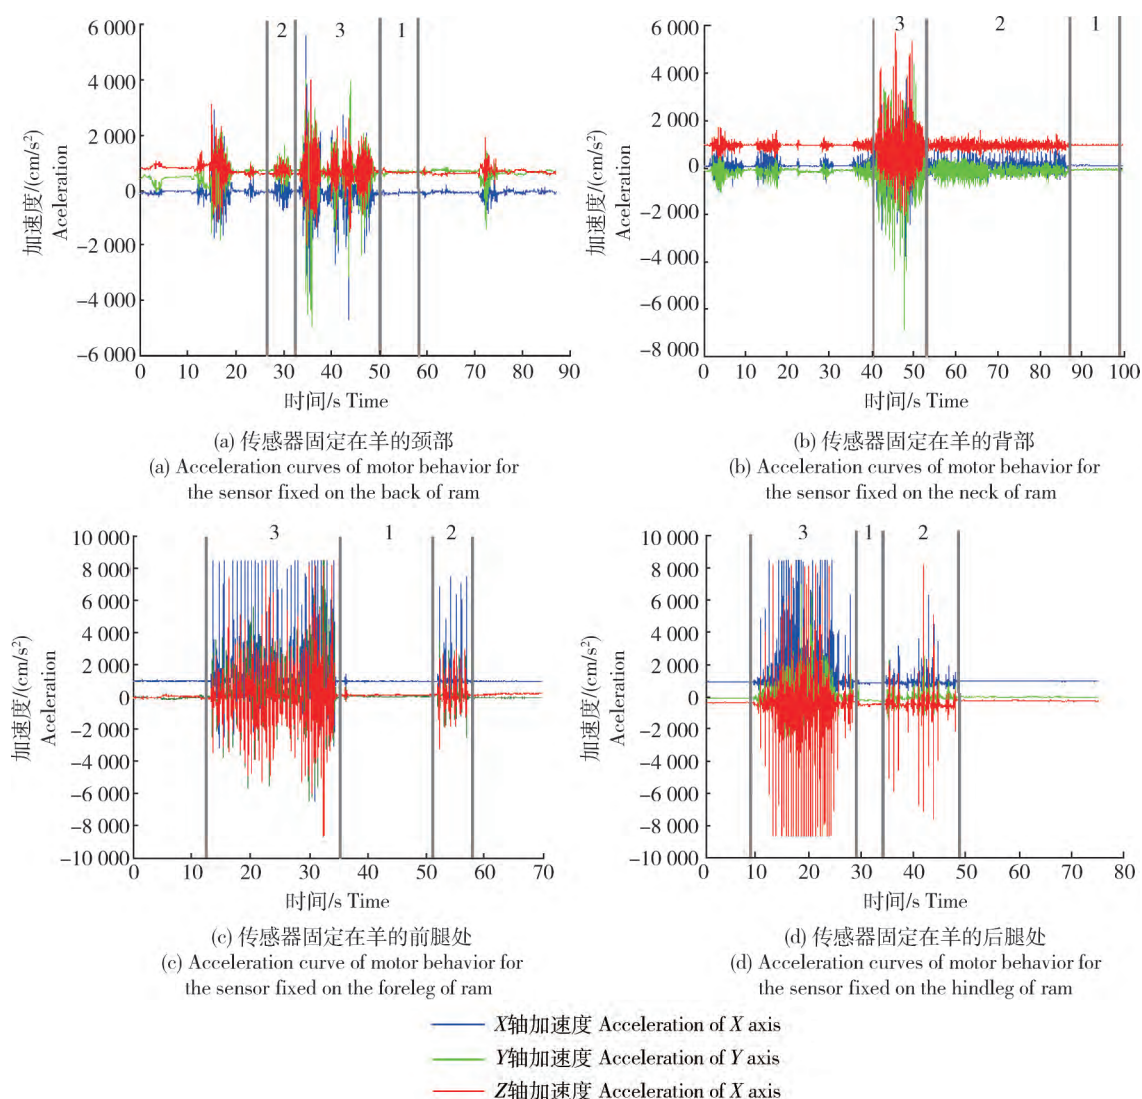 2 3 1
6 000
4 000
2 000
0
−2 000
−4 000
−6 000
加速度/(cm/s²)
Aceleration
0 10 20 30 40 50 60 70 80 90
时间/s Time
(a) 传感器固定在羊的颈部
(a) Acceleration curves of motor behavior for
the sensor fixed on the back of ram
3 2 1
6 000
4 000
2 000
0
−2 000
−4 000
−6 000
−8 000
加速度/(cm/s²)
Aceleration
0 10 20 30 40 50 60 70 80 90 100
时间/s Time
(b) 传感器固定在羊的背部
(b) Acceleration curves of motor behavior for
the sensor fixed on the neck of ram
3 1 2
10 000
8 000
6 000
4 000
2 000
0
−2 000
−4 000
−6 000
−8 000
−10 000
加速度/(cm/s²)
Aceleration
0 10 20 30 40 50 60 70
时间/s Time
(c) 传感器固定在羊的前腿处
(c) Acceleration curve of motor behavior for
the sensor fixed on the foreleg of ram
3 1 2
10 000
8 000
6 000
4 000
2 000
0
−2 000
−4 000
−6 000
−8 000
−10 000
加速度/(cm/s²)
Aceleration
0 10 20 30 40 50 60 70 80
时间/s Time
(d) 传感器固定在羊的后腿处
(d) Acceleration curves of motor behavior for
the sensor fixed on the hindleg of ram
X轴加速度 Acceleration of X axis
Y轴加速度 Acceleration of Y axis
Z轴加速度 Acceleration of X axis